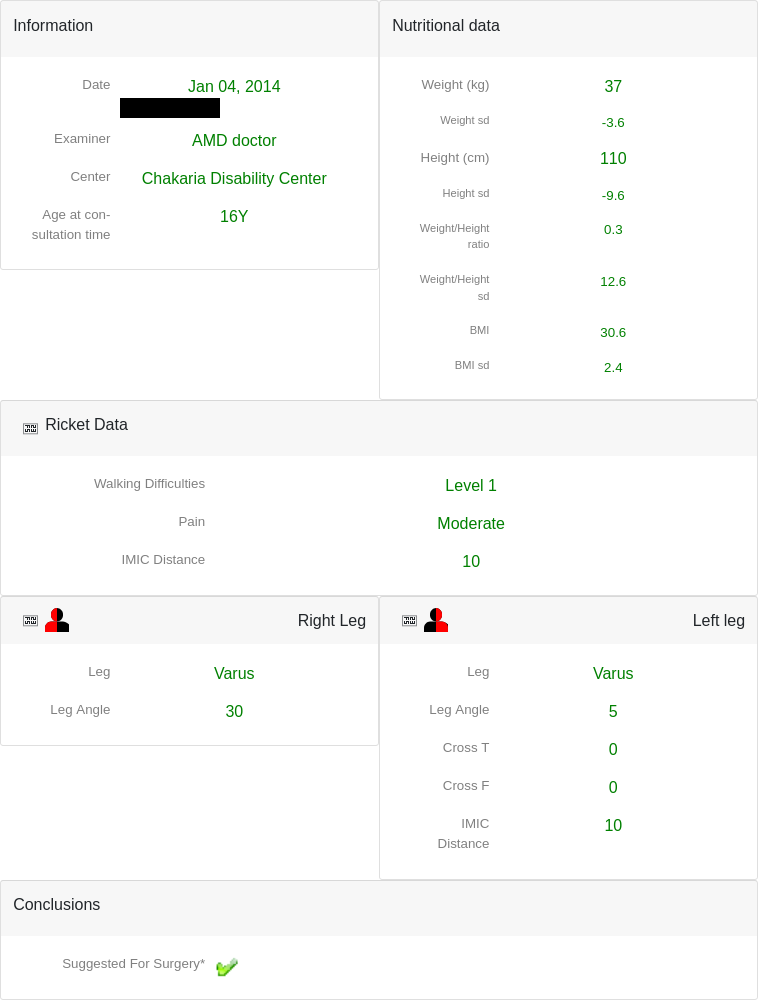 Information
Date Jan 04, 2014
Examiner AMD doctor
Center Chakaria Disability Center
Age at con-
sultation time 16Y
Nutritional data
Weight (kg) 37
Weight sd -3.6
Height (cm) 110
Height sd -9.6
Weight/Height
ratio 0.3
Weight/Height
sd 12.6
BMI 30.6
BMI sd 2.4
Ricket Data
Walking Difficulties Level 1
Pain Moderate
IMIC Distance 10
Right Leg
Leg Varus
Leg Angle 30
Left leg
Leg Varus
Leg Angle 5
Cross T 0
Cross F 0
IMIC
Distance 10
Conclusions
Suggested For Surgery*